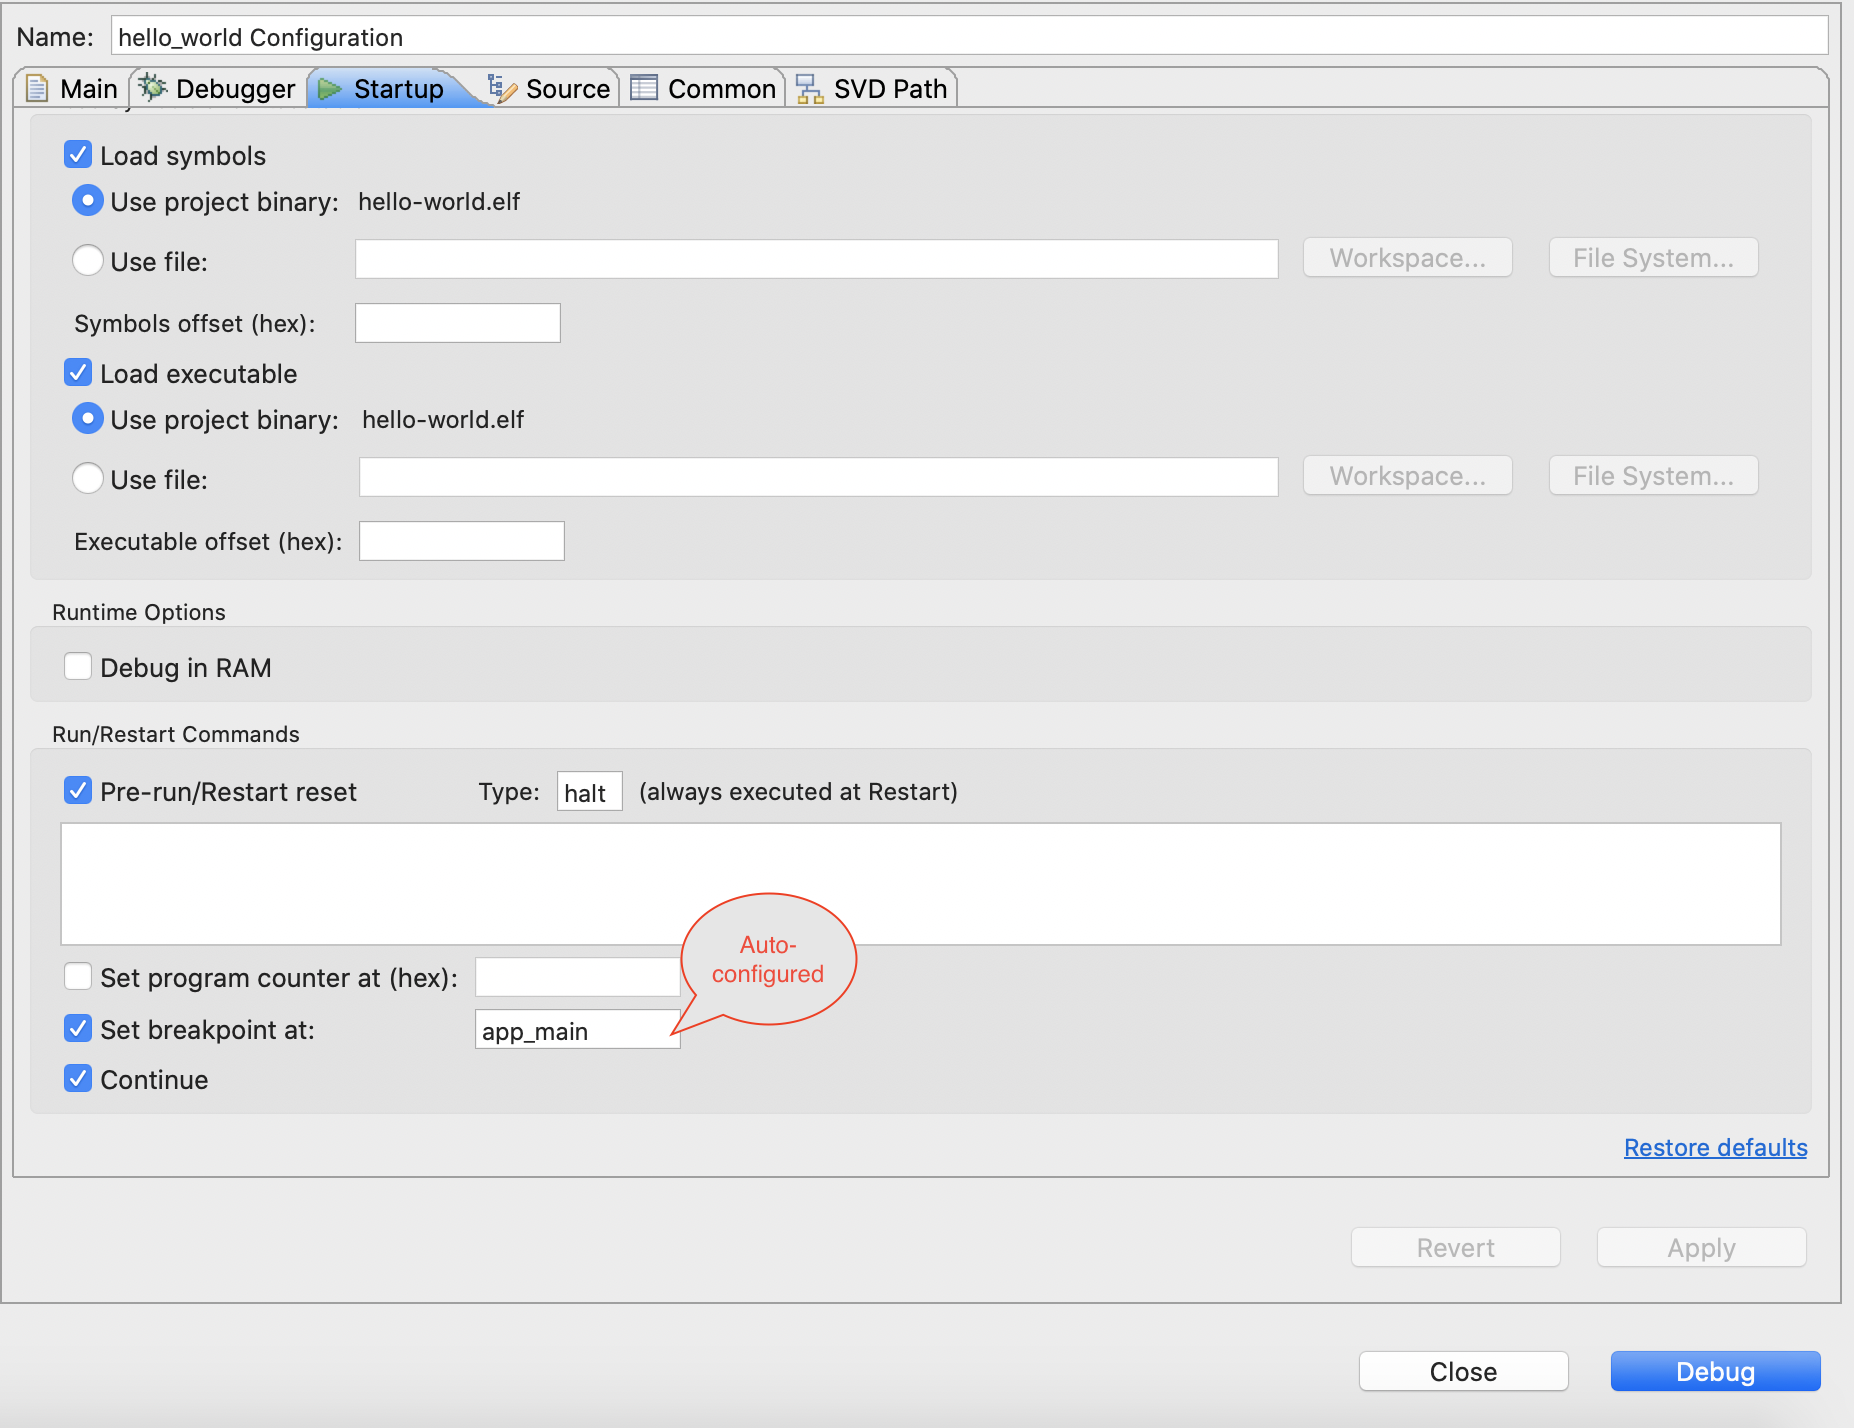 Name: hello_world Configuration
Main Debugger Startup Source Common SVD Path
Load symbols
Use project binary: hello-world.elf
Use file: Workspace... File System...
Symbols offset (hex):
Load executable
Use project binary: hello-world.elf
Use file: Workspace... File System...
Executable offset (hex):
Runtime Options
Debug in RAM
Run/Restart Commands
Pre-run/Restart reset Type: halt (always executed at Restart)
Auto-
configured
Set program counter at (hex):
Set breakpoint at: app_main
Continue
Restore defaults
Revert Apply
Close Debug